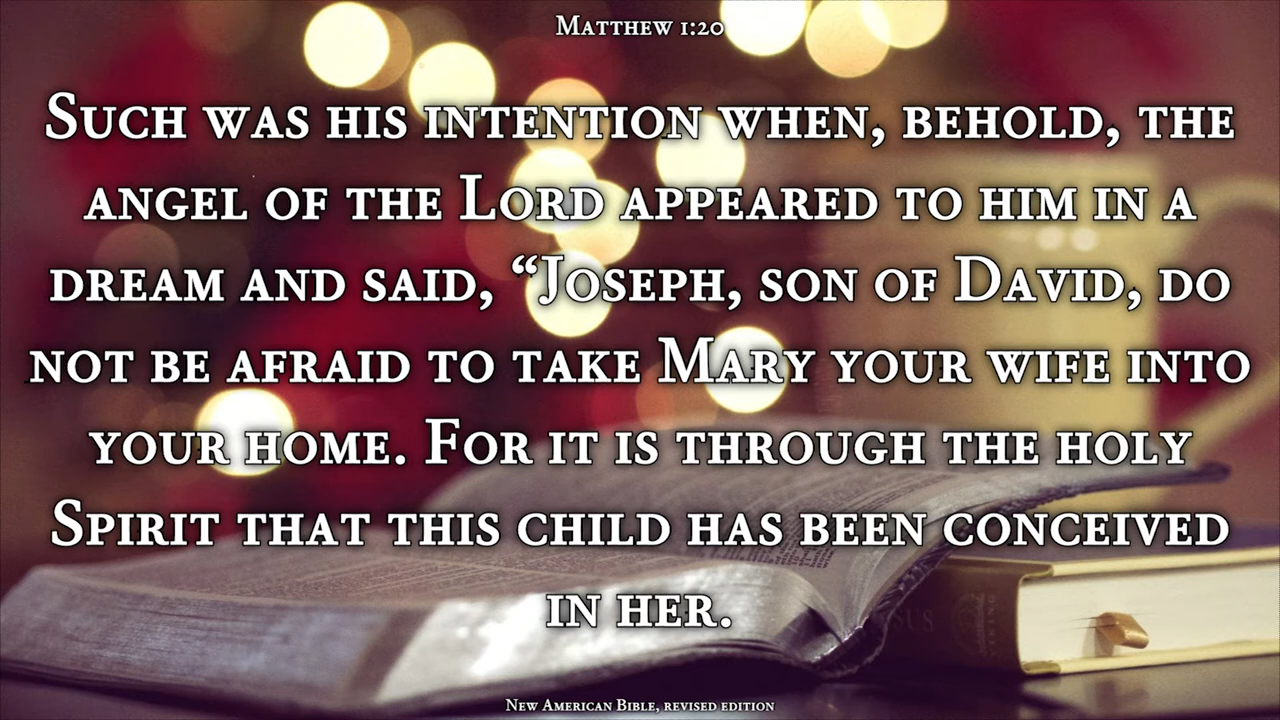 Matthew 1:20
Such was his intention when, behold, the
angel of the Lord appeared to him in a
dream and said, “Joseph, son of David, do
not be afraid to take Mary your wife into
your home. For it is through the holy
Spirit that this child has been conceived
in her.
New American Bible, revised edition